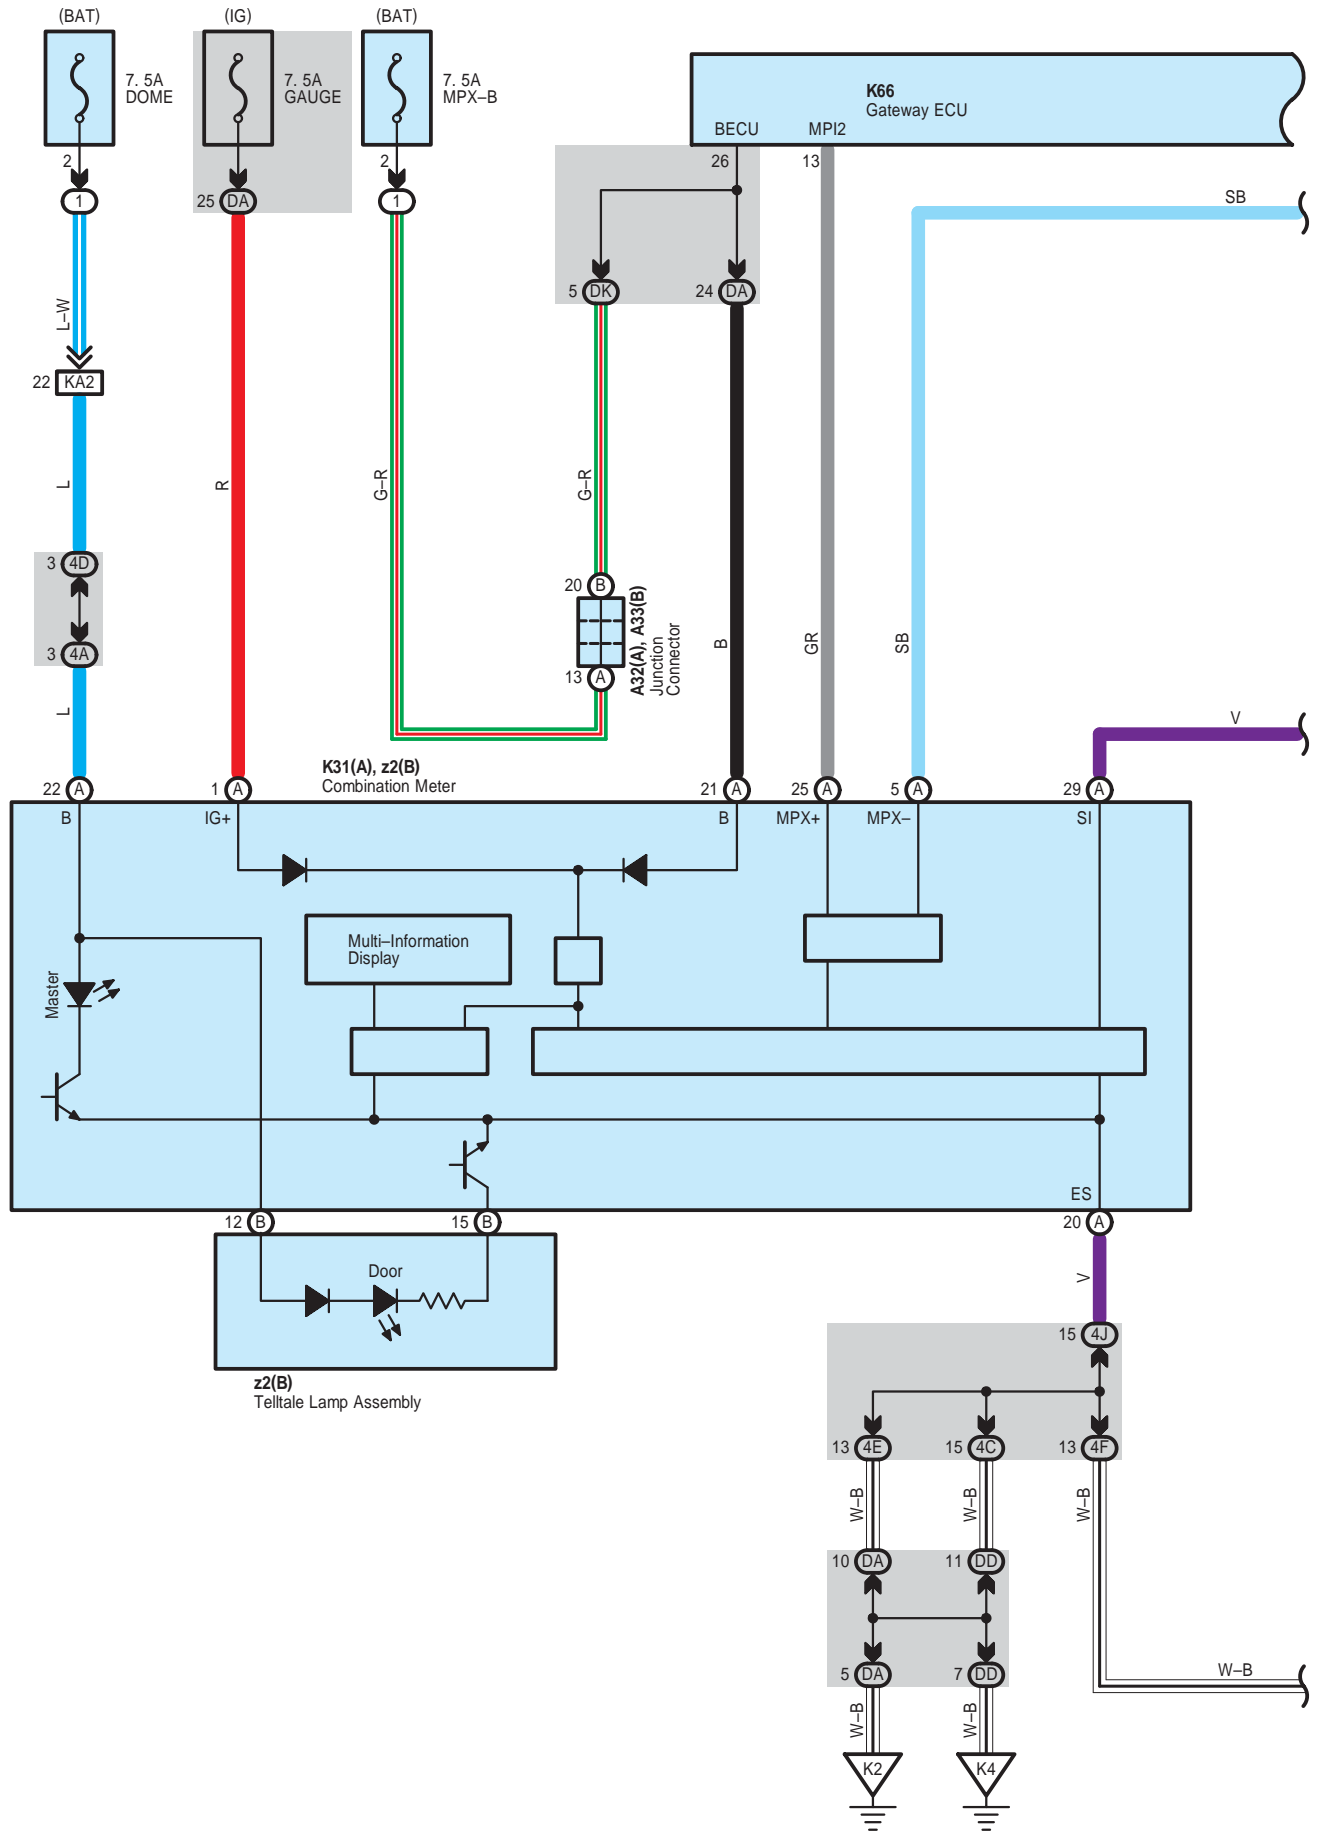 (BAT)
(IG)
(BAT)
7. 5A
DOME
7. 5A
GAUGE
7. 5A
MPX–B
K66
Gateway ECU
BECU
MPI2
2
2
26
13
1
25 DA
1
SB
5 DK
24 DA
L–W
22 KA2
L
R
G–R
G–R
3 4D
20 B
A32(A), A33(B)
Junction
Connector
B
GR
SB
3 4A
13 A
L
V
K31(A), z2(B)
Combination Meter
22 A
1 A
21 A
25 A
5 A
29 A
B
IG+
B
MPX+
MPX–
SI
Multi–Information
Display
Master
ES
12 B
15 B
20 A
Door
V
15 4J
z2(B)
Telltale Lamp Assembly
13 4E
15 4C
13 4F
W–B
W–B
W–B
10 DA
11 DD
5 DA
7 DD
W–B
W–B
W–B
K2
K4